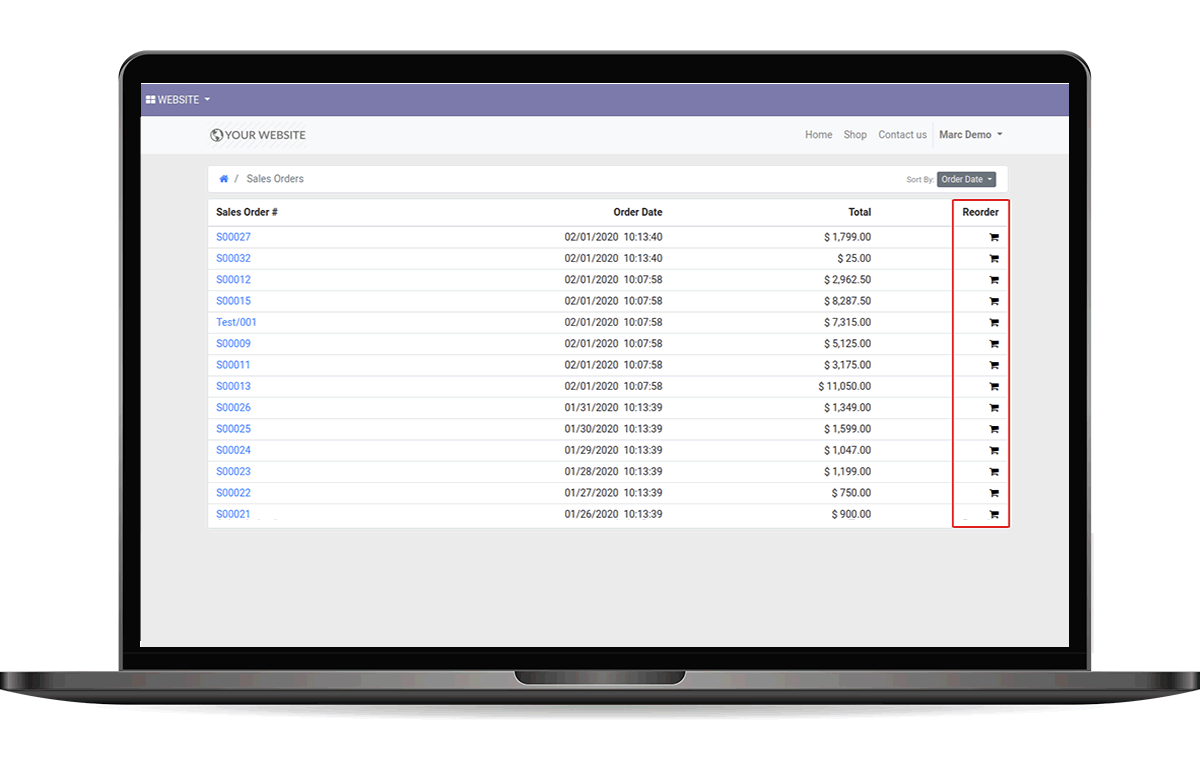 WEBSITE
YOUR WEBSITE Home Shop Contact us Marc Demo
/ Sales Orders Sort By: Order Date
Sales Order # Order Date Total Reorder
S00027 02/01/2020 10:13:40 $ 1,799.00
S00032 02/01/2020 10:13:40 $ 25.00
S00012 02/01/2020 10:07:58 $ 2,962.50
S00015 02/01/2020 10:07:58 $ 8,287.50
Test/001 02/01/2020 10:07:58 $ 7,315.00
S00009 02/01/2020 10:07:58 $ 5,125.00
S00011 02/01/2020 10:07:58 $ 3,175.00
S00013 02/01/2020 10:07:58 $ 11,050.00
S00026 01/31/2020 10:13:39 $ 1,349.00
S00025 01/30/2020 10:13:39 $ 1,599.00
S00024 01/29/2020 10:13:39 $ 1,047.00
S00023 01/28/2020 10:13:39 $ 1,199.00
S00022 01/27/2020 10:13:39 $ 750.00
S00021 01/26/2020 10:13:39 $ 900.00